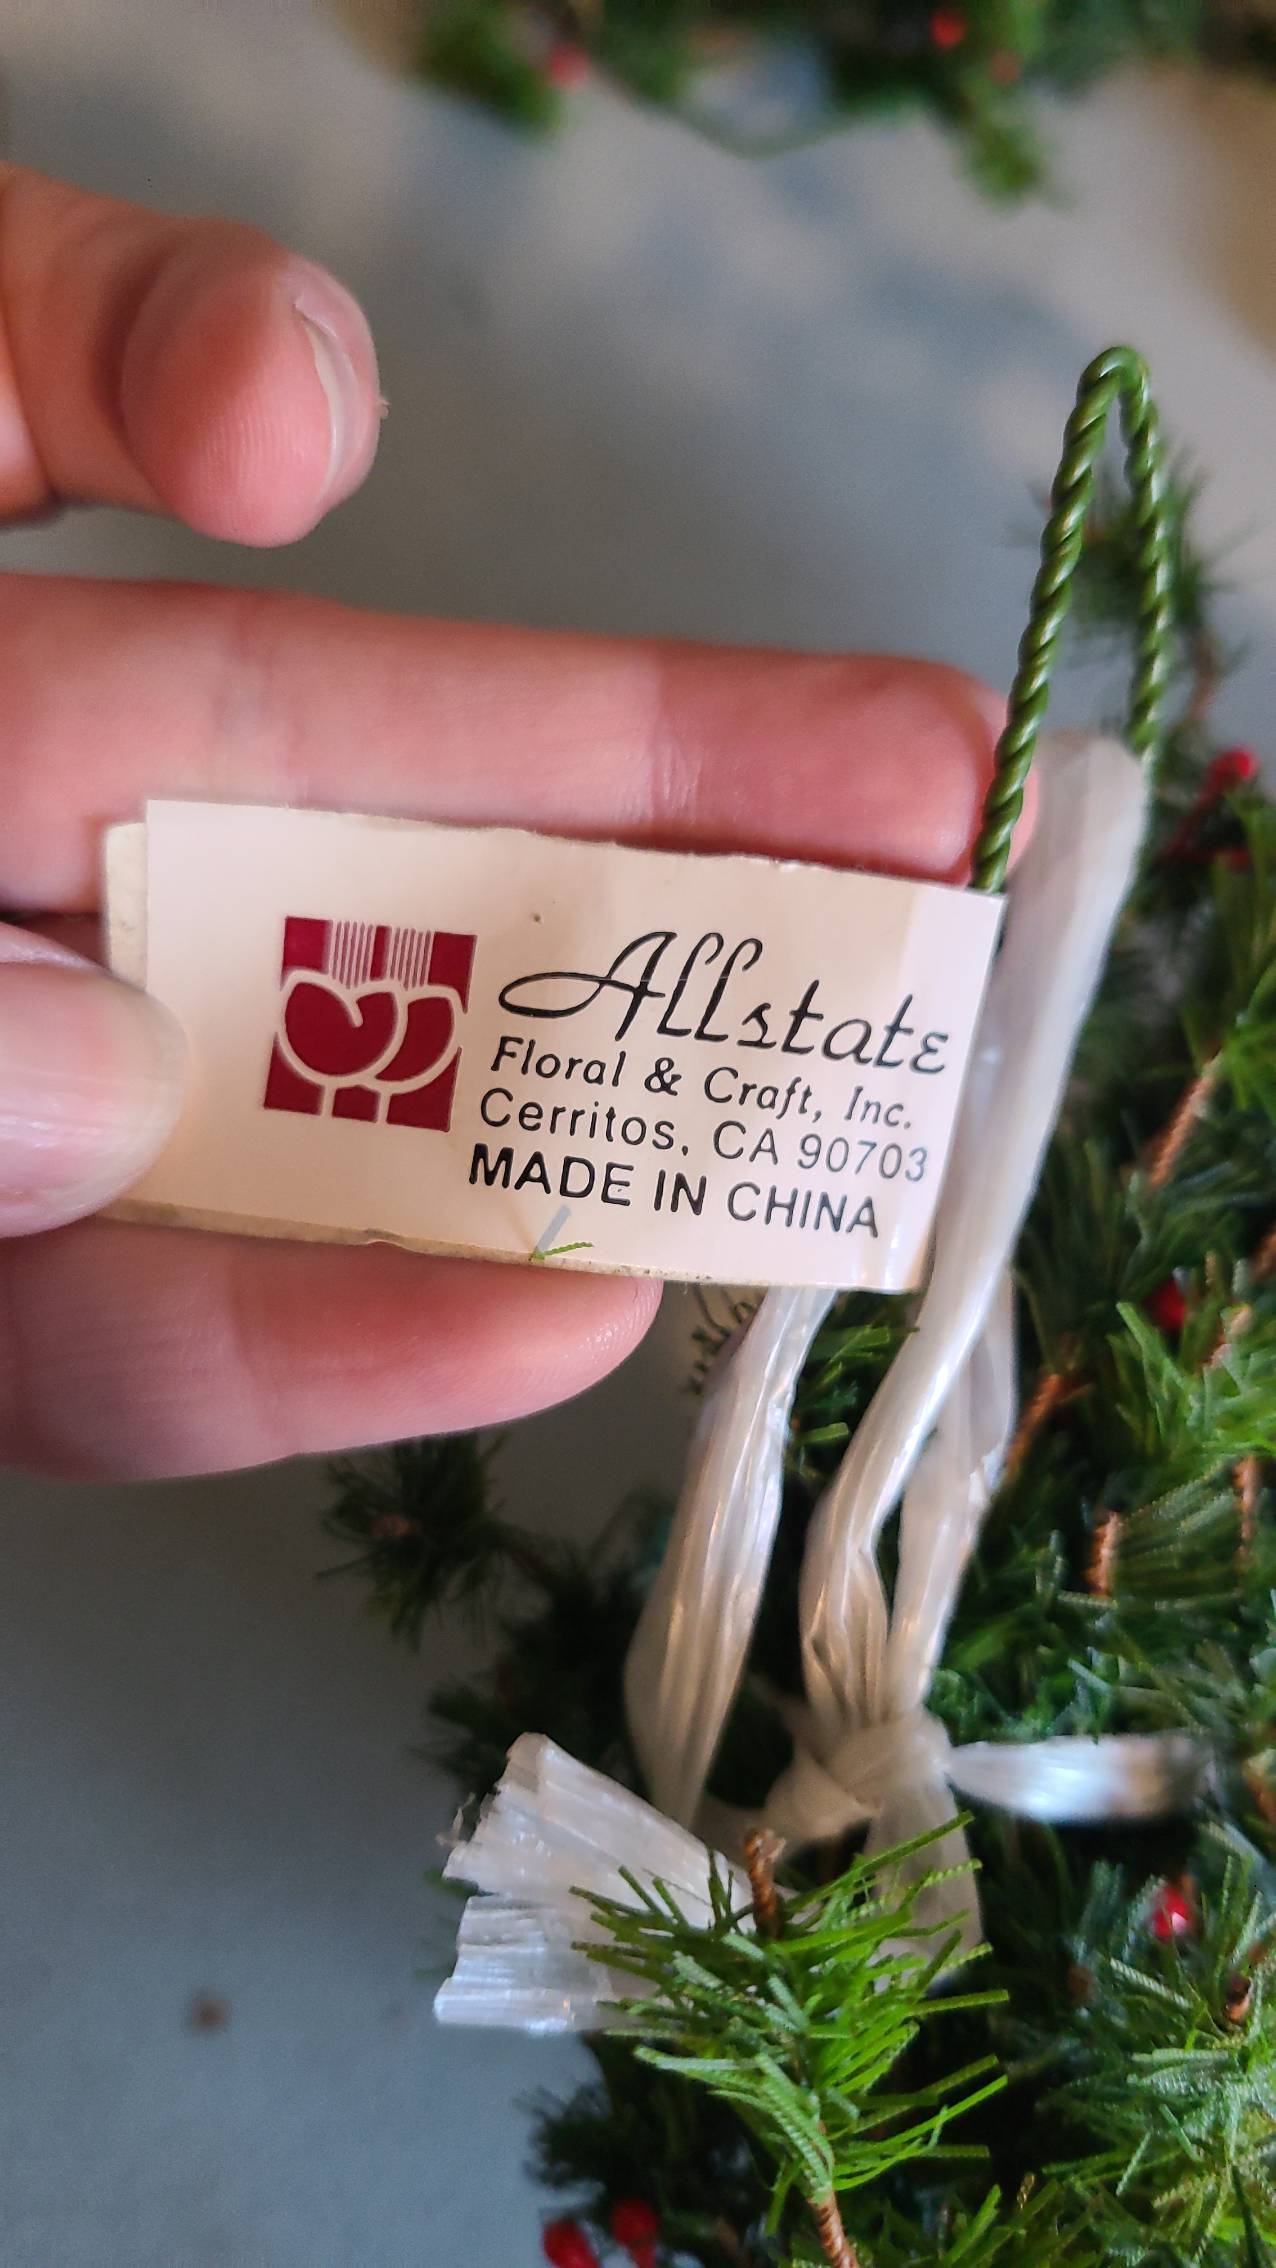 Allstate
Floral & Craft, Inc.
Cerritos, CA 90703
MADE IN CHINA